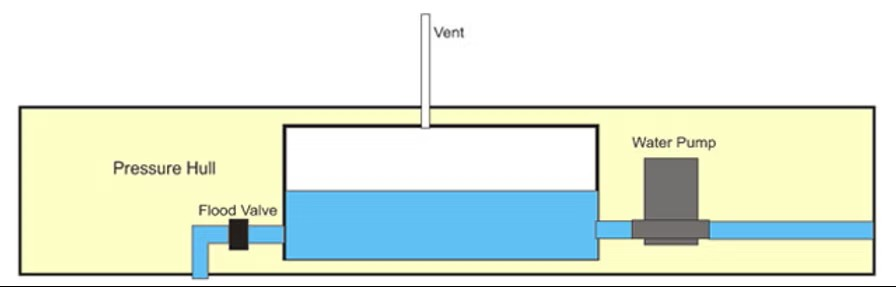 Vent
Water Pump
Pressure Hull
Flood Valve